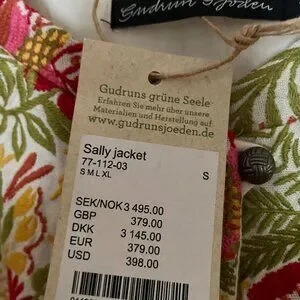 Gudrun Sjödén
Gudruns grüne Seele
Erfahren Sie mehr über unsere
Materialien und Herstellung auf
www.gudrunsjoeden.de
Sally jacket
77-112-03 S
S M L XL
SEK/NOK 3 495.00
GBP 379.00
DKK 3 145.00
EUR 379.00
USD 398.00